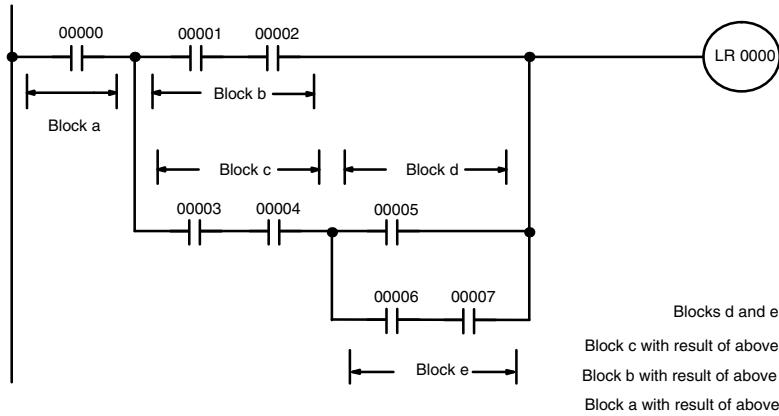 00000 00001 00002
LR 0000
Block b
Block a
Block c Block d
00003 00004 00005
00006 00007
Blocks d and e
Block c with result of above
Block e
Block b with result of above
Block a with result of above